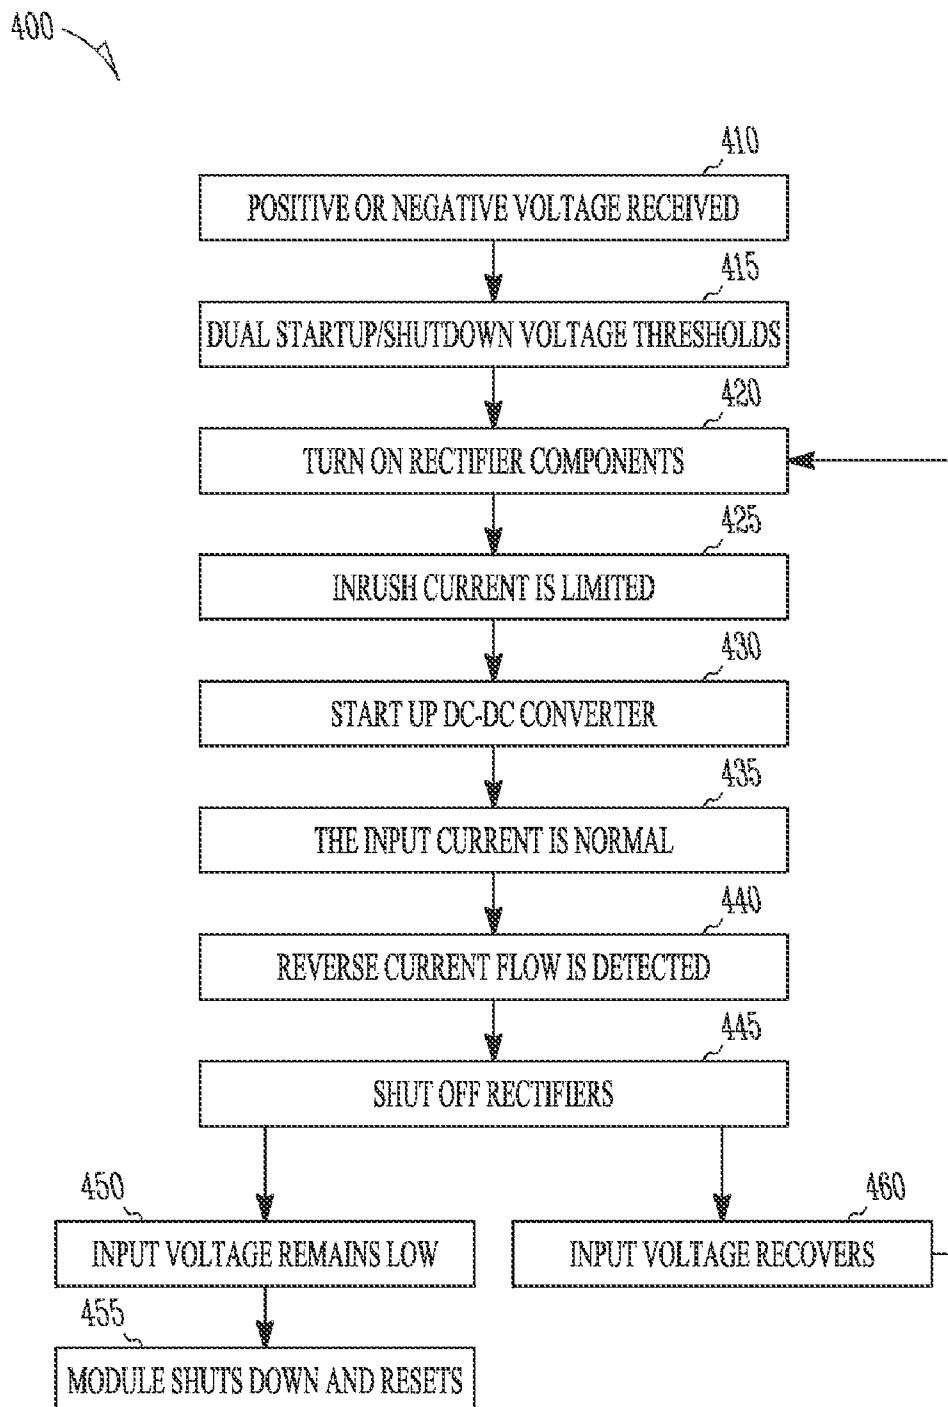 400
410
POSITIVE OR NEGATIVE VOLTAGE RECEIVED
415
DUAL STARTUP/SHUTDOWN VOLTAGE THRESHOLDS
420
TURN ON RECTIFIER COMPONENTS
425
INRUSH CURRENT IS LIMITED
430
START UP DC-DC CONVERTER
435
THE INPUT CURRENT IS NORMAL
440
REVERSE CURRENT FLOW IS DETECTED
445
SHUT OFF RECTIFIERS
450
INPUT VOLTAGE REMAINS LOW
455
MODULE SHUTS DOWN AND RESETS
460
INPUT VOLTAGE RECOVERS